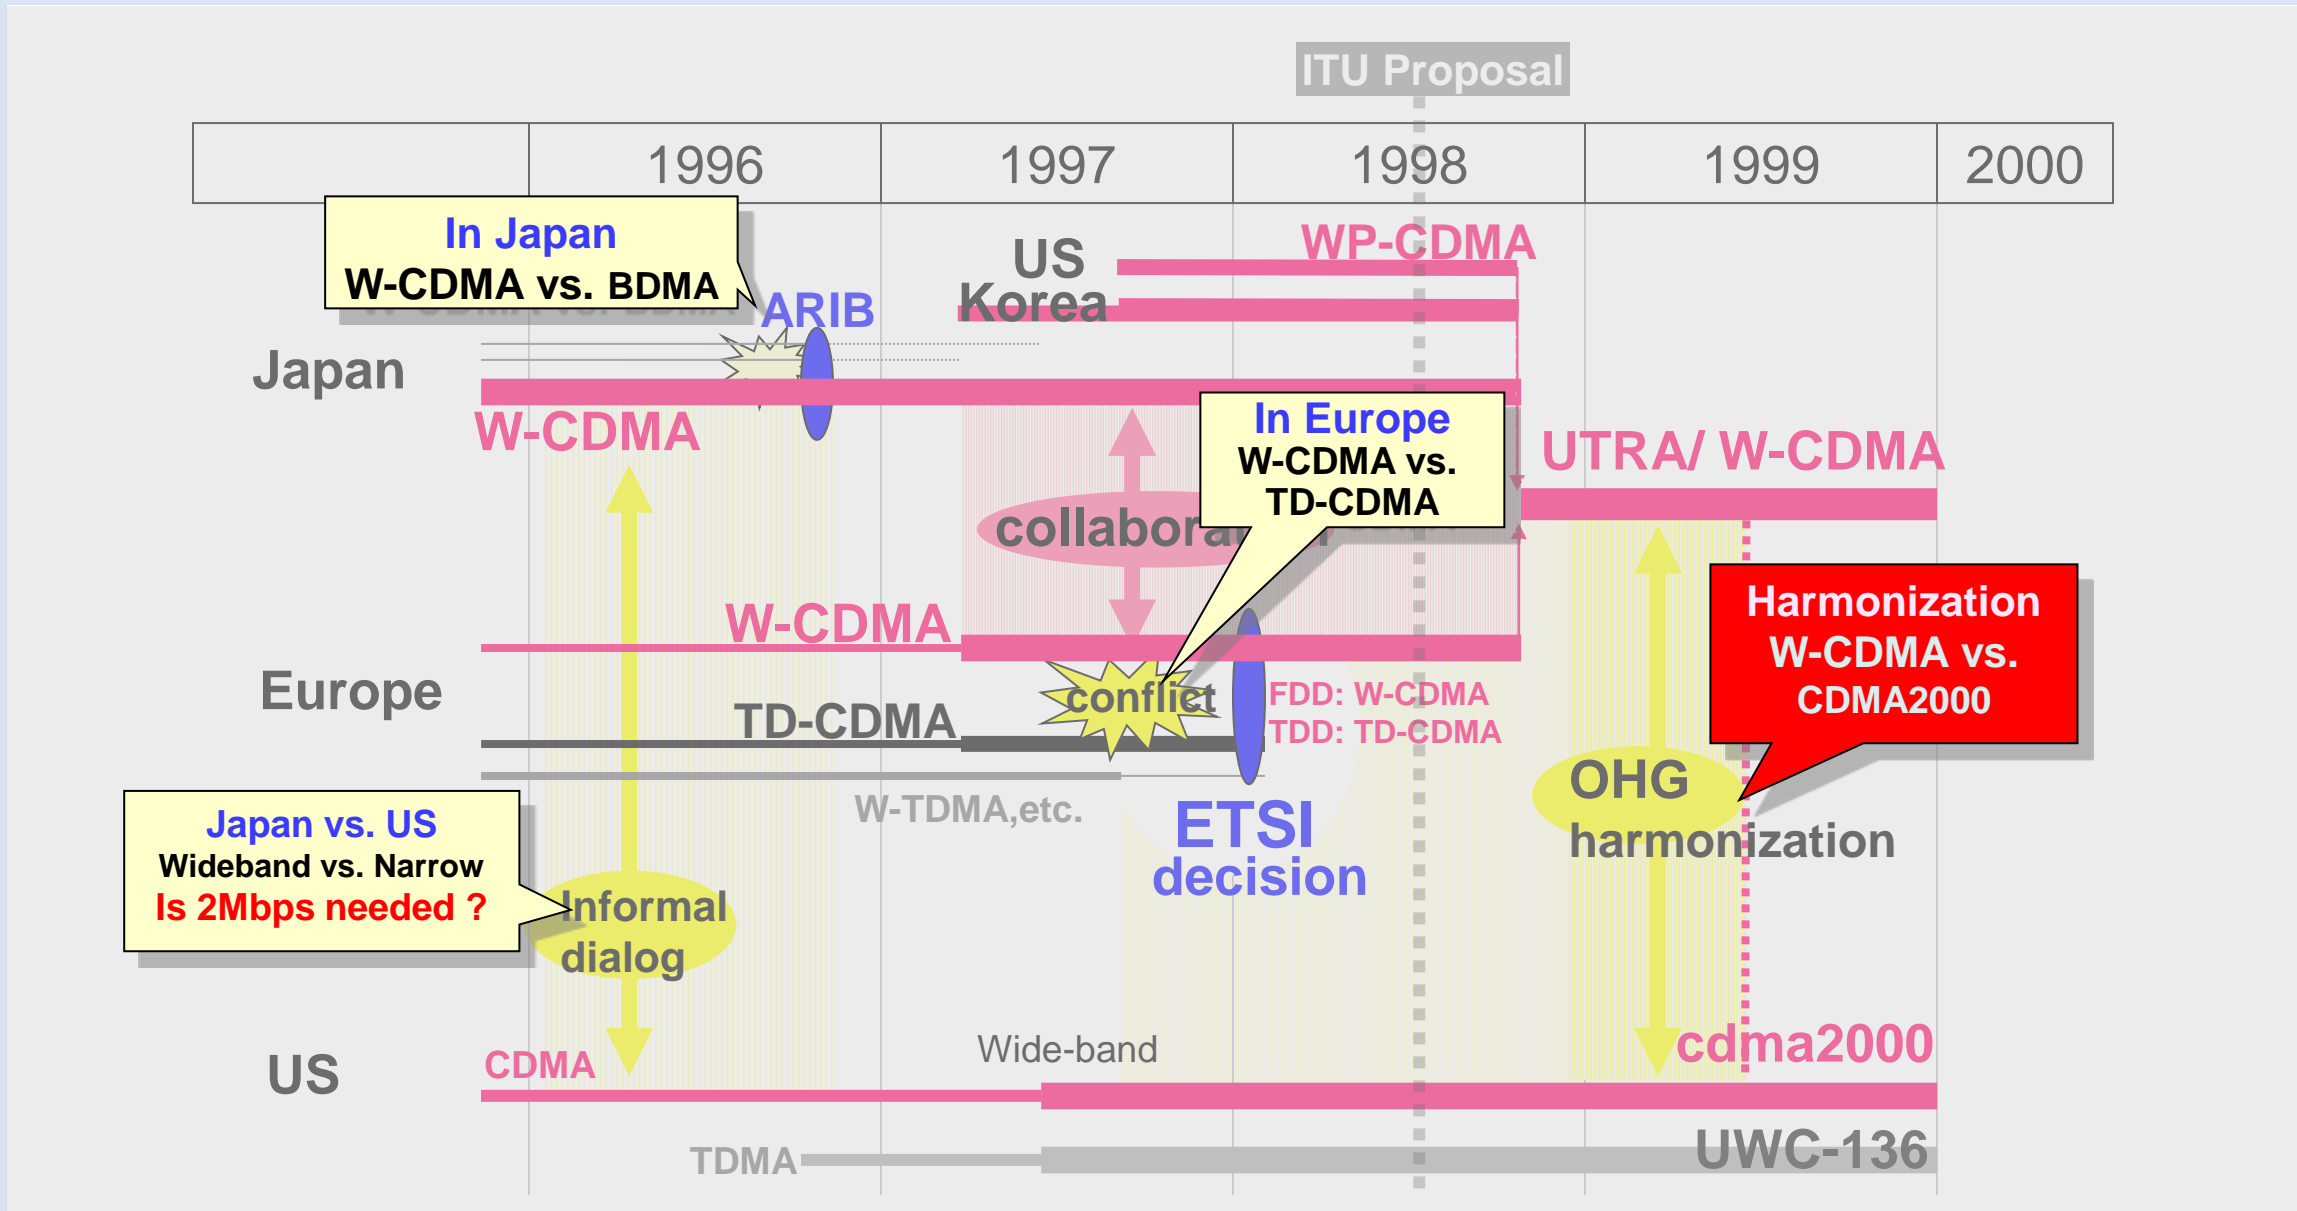 ITU Proposal
1996
1997
1998
1999
2000
In Japan
W-CDMA vs. BDMA
ARIB
US
WP-CDMA
Korea
Japan
W-CDMA
In Europe
W-CDMA vs.
TD-CDMA
UTRA/ W-CDMA
Harmonization
W-CDMA vs.
CDMA2000
W-CDMA
Europe
conflict
FDD: W-CDMA
TDD: TD-CDMA
TD-CDMA
W-TDMA,etc.
ETSI
decision
OHG
harmonization
Japan vs. US
Wideband vs. Narrow
Is 2Mbps needed ?
Informal
dialog
Wide-band
cdma2000
US
CDMA
TDMA
UWC-136